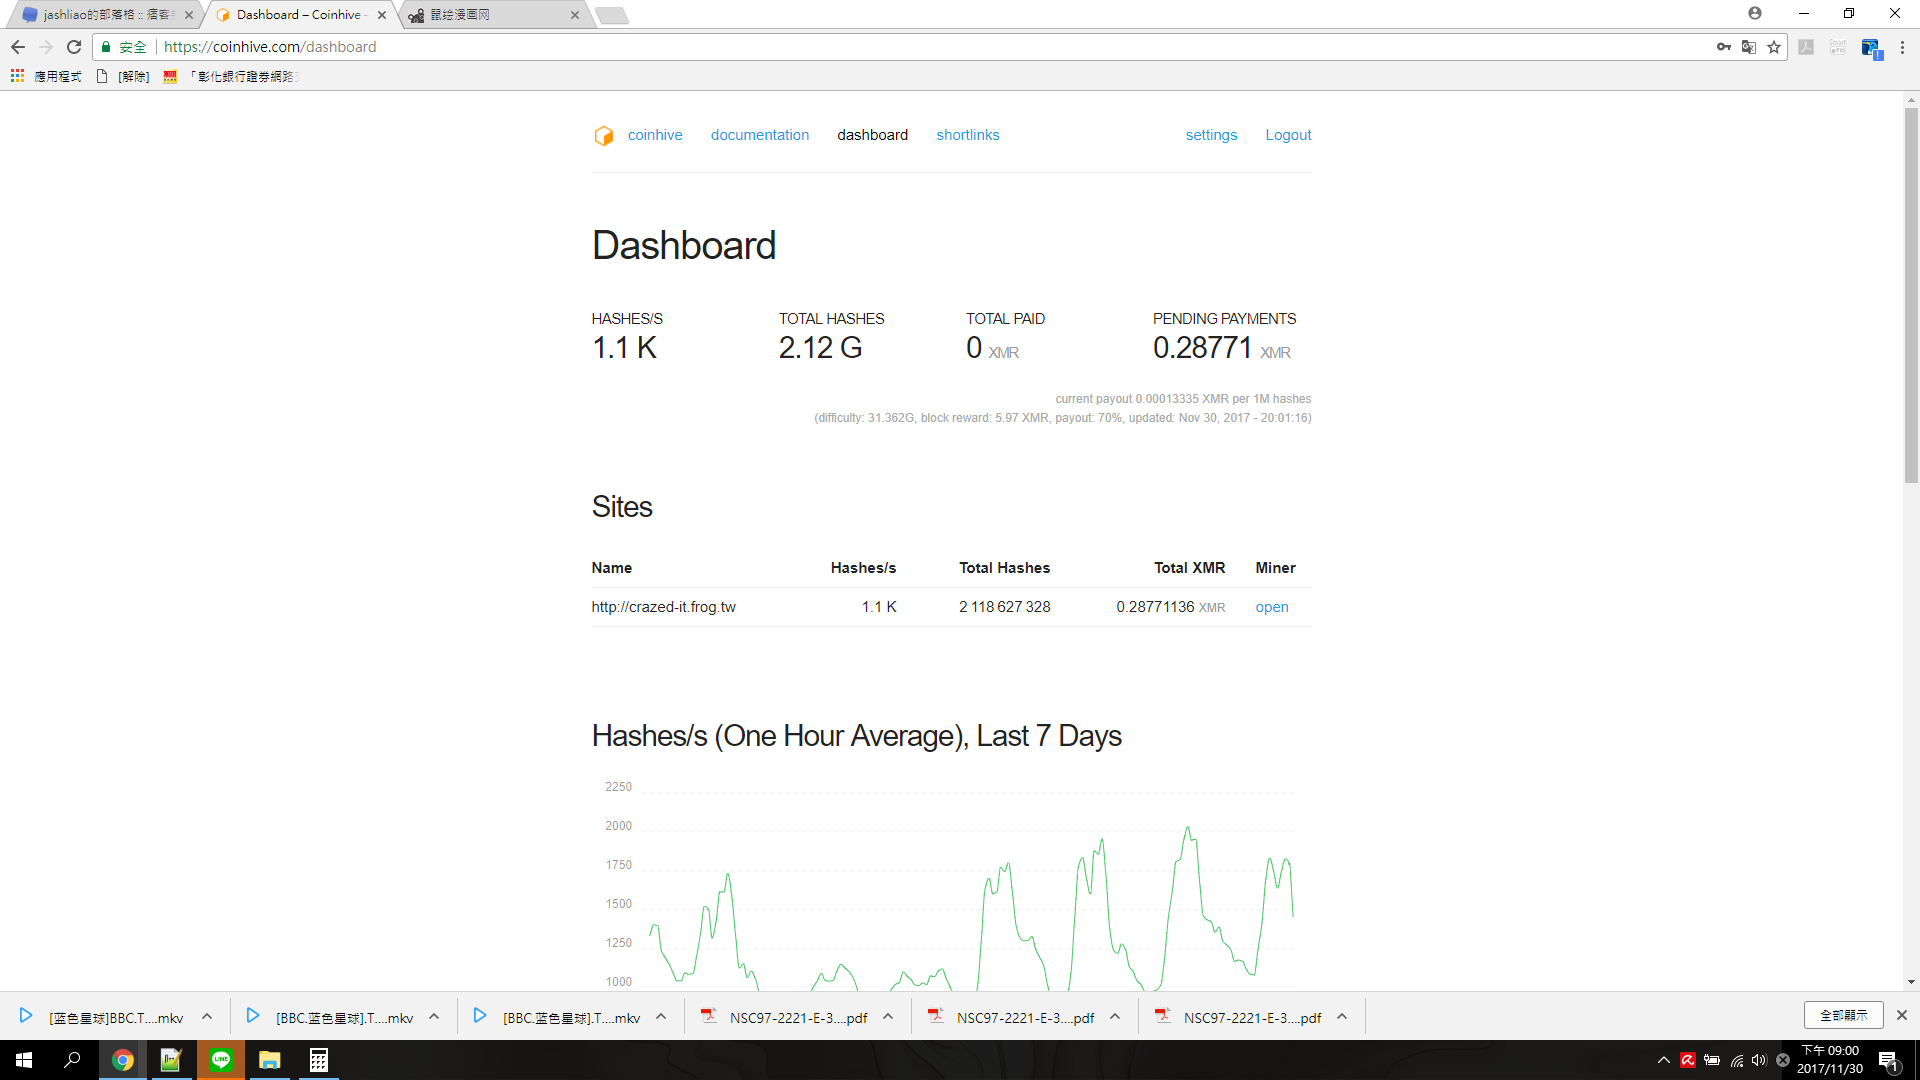 jashliao的部落格 :: 痞客
Dashboard – Coinhive -
鼠绘漫画网
安全 https://coinhive.com/dashboard
應用程式 [解除] 「彰化銀行證券網路
coinhive documentation dashboard shortlinks settings Logout
Dashboard
HASHES/S TOTAL HASHES TOTAL PAID PENDING PAYMENTS
1.1 K 2.12 G 0 XMR 0.28771 XMR
current payout 0.00013335 XMR per 1M hashes
(difficulty: 31.362G, block reward: 5.97 XMR, payout: 70%, updated: Nov 30, 2017 - 20:01:16)
Sites
Name Hashes/s Total Hashes Total XMR Miner
http://crazed-it.frog.tw 1.1 K 2 118 627 328 0.28771136 XMR open
Hashes/s (One Hour Average), Last 7 Days
2250
2000
1750
1500
1250
1000
[蓝色星球]BBC.T....mkv [BBC.蓝色星球].T....mkv [BBC.蓝色星球].T....mkv NSC97-2221-E-3....pdf NSC97-2221-E-3....pdf NSC97-2221-E-3....pdf 全部顯示
LINE
下午 09:00
2017/11/30
1